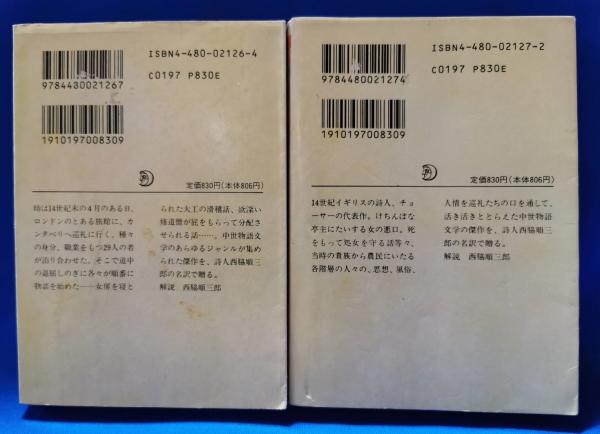 ISBN4-480-02126-4
C0197 P830E
9784480021267
1910197008309
定価830円(本体806円)
時は14世紀末の4月のある日、
ロンドンのとある旅館に、カ
ンタベリへ巡礼に行く、種々
の身分、職業をもつ29人の者
が泊り合わせた。そこで道中
の退屈しのぎに各々が順番に
物語を始めた——女房を寝と
られた大工の滑稽話、欲深い
修道僧が屁をもらって分配さ
せられる話……。中世物語文
学のあらゆるジャンルが集め
られた傑作を、詩人西脇順三
郎の名訳で贈る。
解説 西脇順三郎
ISBN4-480-02127-2
C0197 P830E
9784480021274
1910197008309
定価830円(本体806円)
14世紀イギリスの詩人、チョ
ーサーの代表作。けちんぼな
亭主にたいする女の悪口、死
をもって処女を守る話等々、
当時の貴族から農民にいたる
各階層の人々の、思想、風俗、
人情を巡礼たちの口を通して、
活き活きととらえた中世物語
文学の傑作を、詩人西脇順三
郎の名訳で贈る。
解説 西脇順三郎